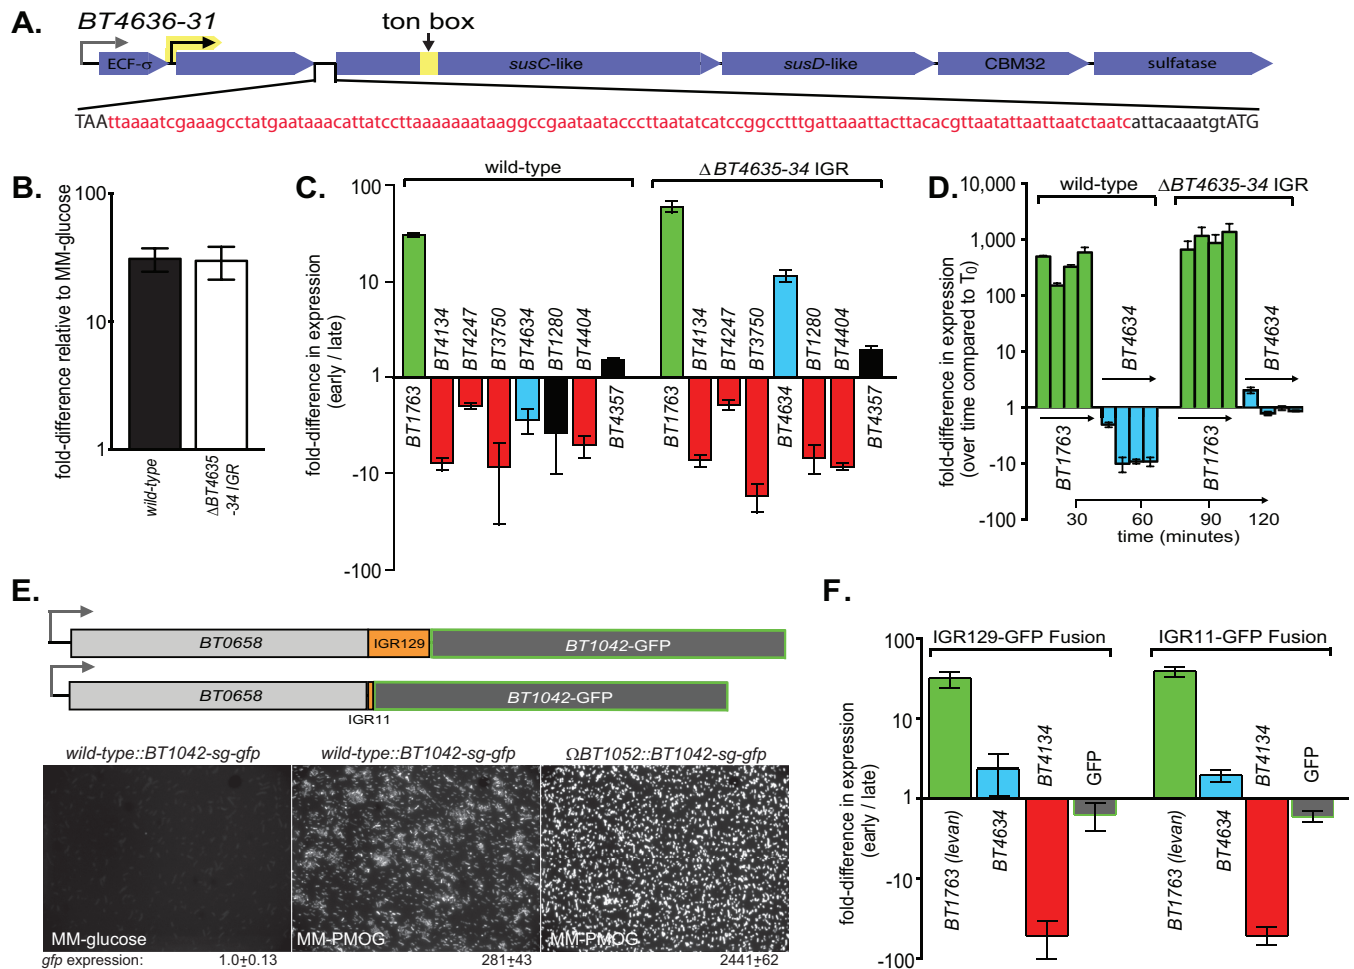 A.
BT4636-31
ton box
ECF-σ
susC-like
susD-like
CBM32
sulfatase
TAAttaaaatcgaaagcctatgaataaacattatccttaaaaaaataaggccgaataatacccttaatatcatccggcctttgattaaattacttacacgttaatattaattaatctaatcattacaaatgtATG
B.
fold-difference relative to MM-glucose
100
10
1
wild-type
ΔBT4635
-34 IGR
C.
wild-type
ΔBT4635-34 IGR
fold-difference in expression
(early / late)
100
10
1
-10
-100
BT1763
BT4134
BT4247
BT3750
BT4634
BT1280
BT4404
BT4357
BT1763
BT4134
BT4247
BT3750
BT4634
BT1280
BT4404
BT4357
D.
wild-type
ΔBT4635-34 IGR
fold-difference in expression
(over time compared to T0)
10,000
1,000
100
10
1
-10
-100
BT1763
BT4634
BT1763
BT4634
30
60
90
120
time (minutes)
E.
BT0658
IGR129
BT1042-GFP
BT0658
BT1042-GFP
IGR11
wild-type::BT1042-sg-gfp
wild-type::BT1042-sg-gfp
ΩBT1052::BT1042-sg-gfp
MM-glucose
MM-PMOG
MM-PMOG
gfp expression:
1.0±0.13
281±43
2441±62
F.
IGR129-GFP Fusion
IGR11-GFP Fusion
fold-difference in expression
(early / late)
100
10
1
-10
-100
BT1763 (levan)
BT4634
BT4134
GFP
BT1763 (levan)
BT4634
BT4134
GFP